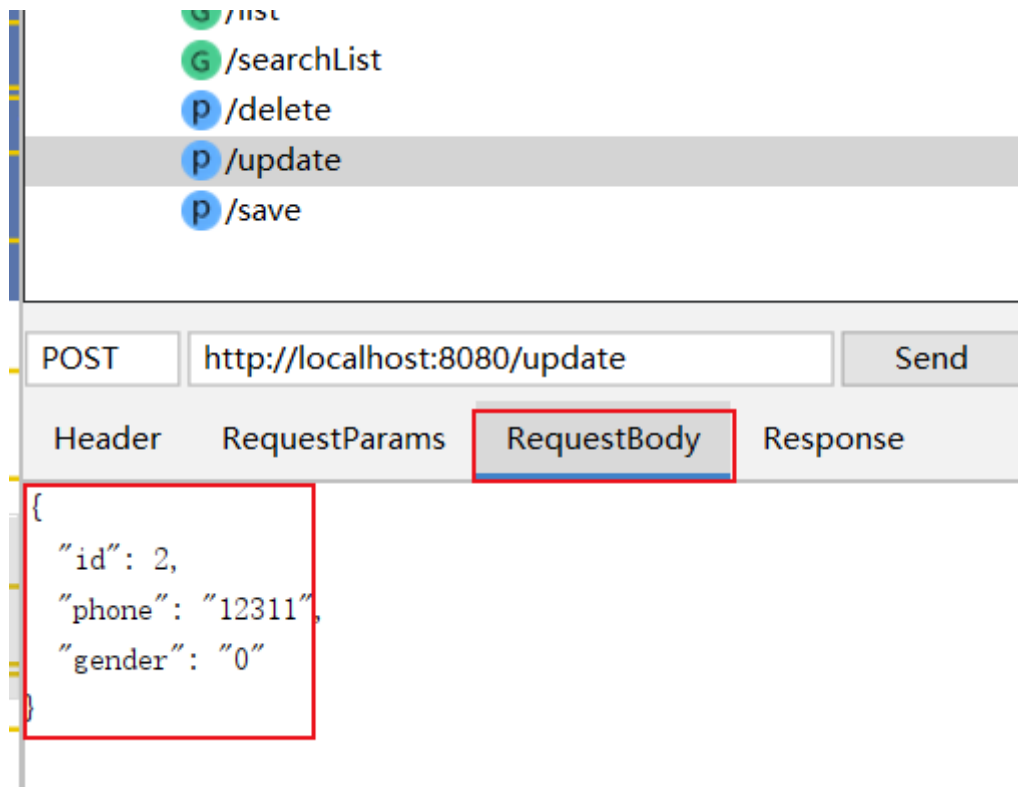 G /list
G /searchList
p /delete
p /update
p /save
POST http://localhost:8080/update Send
Header RequestParams RequestBody Response
{
"id": 2,
"phone": "12311",
"gender": "0"
}